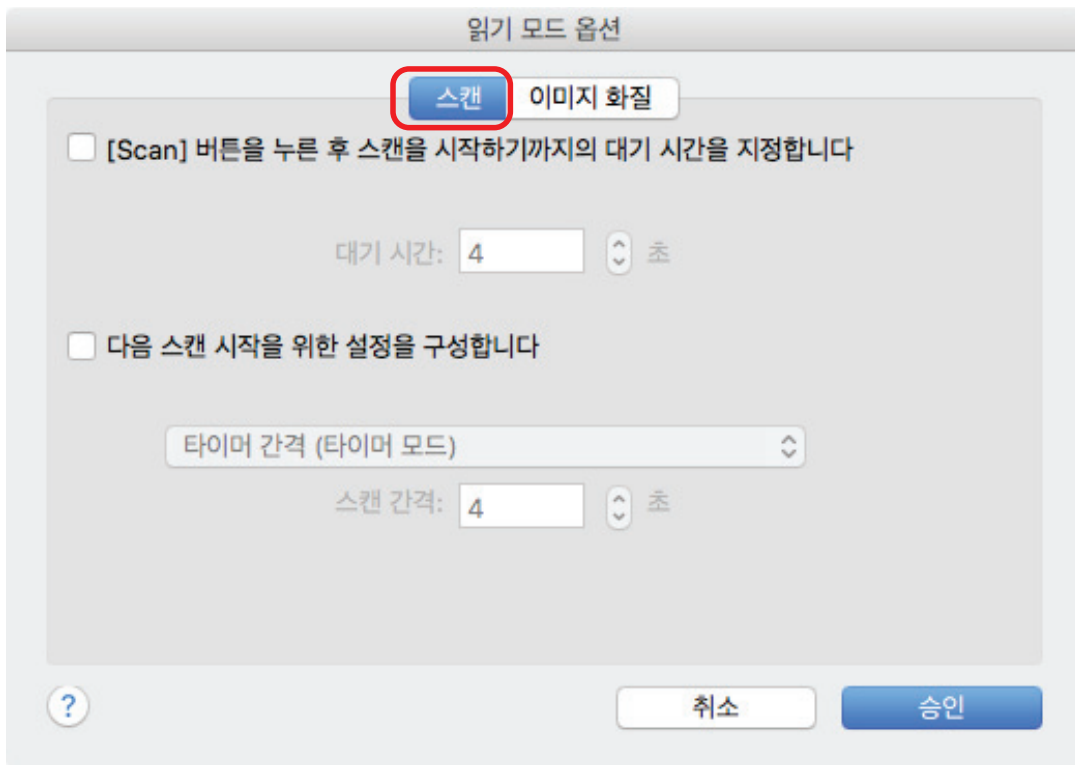 읽기 모드 옵션
스캔 이미지 화질
[Scan] 버튼을 누른 후 스캔을 시작하기까지의 대기 시간을 지정합니다
대기 시간: 4 초
다음 스캔 시작을 위한 설정을 구성합니다
타이머 간격 (타이머 모드)
스캔 간격: 4 초
? 취소 승인